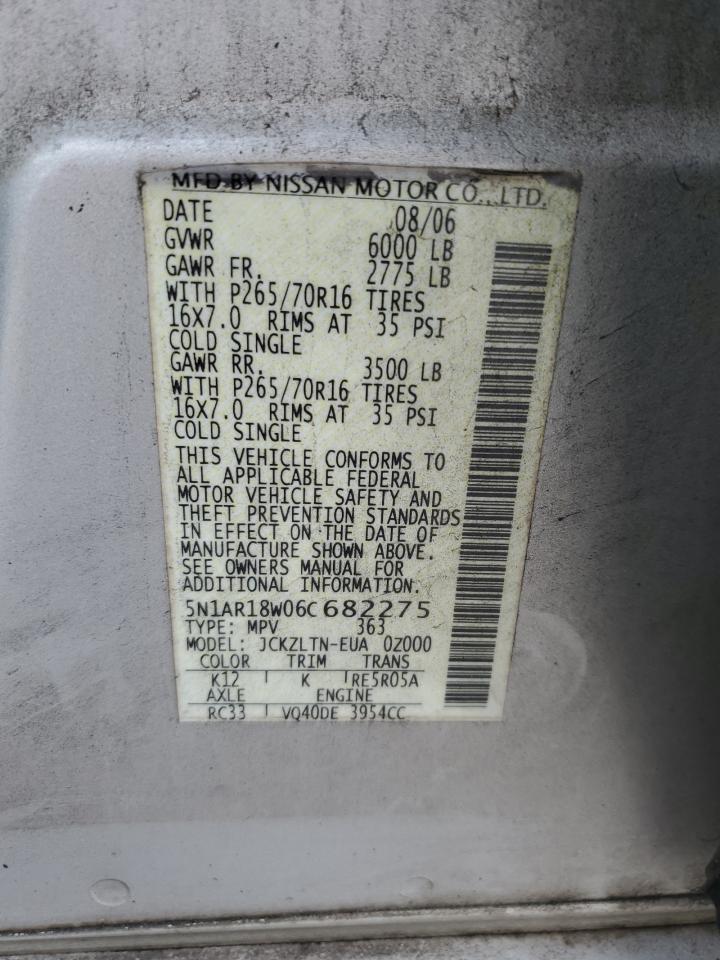 MFD BY NISSAN MOTOR CO., LTD.
DATE 08/06
GVWR 6000 LB
GAWR FR. 2775 LB
WITH P265/70R16 TIRES
16X7.0 RIMS AT 35 PSI
COLD SINGLE
GAWR RR. 3500 LB
WITH P265/70R16 TIRES
16X7.0 RIMS AT 35 PSI
COLD SINGLE
THIS VEHICLE CONFORMS TO
ALL APPLICABLE FEDERAL
MOTOR VEHICLE SAFETY AND
THEFT PREVENTION STANDARDS
IN EFFECT ON THE DATE OF
MANUFACTURE SHOWN ABOVE.
SEE OWNERS MANUAL FOR
ADDITIONAL INFORMATION.
5N1AR18W06C682275
TYPE: MPV 363
MODEL: JCKZLTN-EUA 0Z000
COLOR TRIM TRANS
K12 K RE5R05A
AXLE ENGINE
RC33 VQ40DE 3954CC